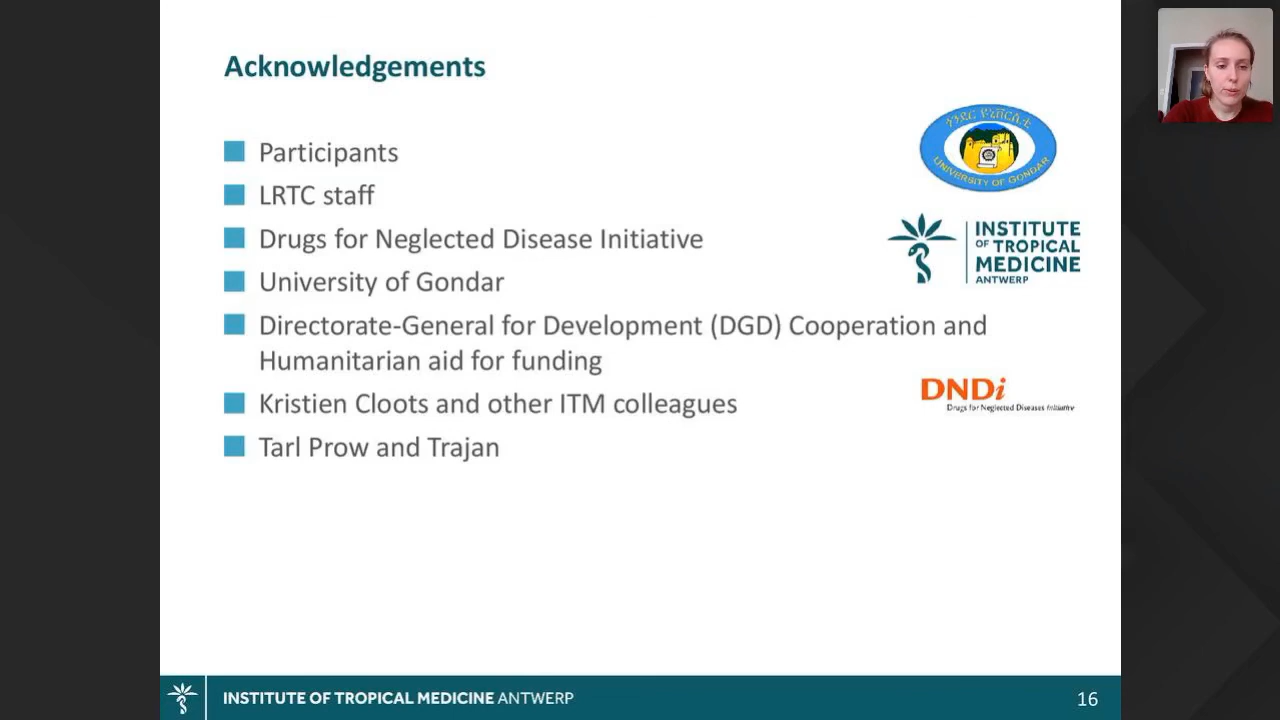 Acknowledgements
Participants
LRTC staff
Drugs for Neglected Disease Initiative
University of Gondar
Directorate-General for Development (DGD) Cooperation and
Humanitarian aid for funding
Kristien Cloots and other ITM colleagues
Tarl Prow and Trajan
ጎንደር ዩኒቨርሲቲ
UNIVERSITY OF GONDAR
INSTITUTE
OF TROPICAL
MEDICINE
ANTWERP
DNDi
Drugs for Neglected Diseases initiative
INSTITUTE OF TROPICAL MEDICINE ANTWERP
16